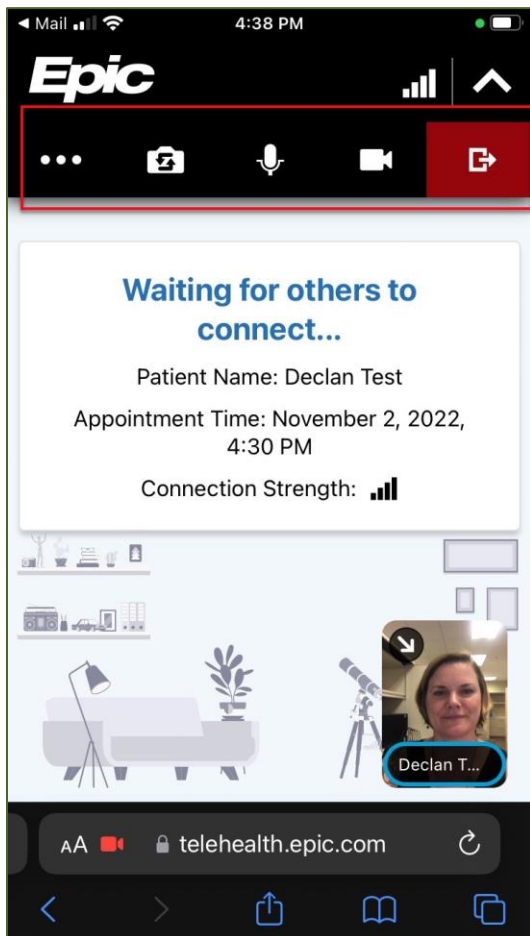 Mail 4:38 PM
Epic
Waiting for others to
connect...
Patient Name: Declan Test
Appointment Time: November 2, 2022,
4:30 PM
Connection Strength:
Declan T...
AA telehealth.epic.com